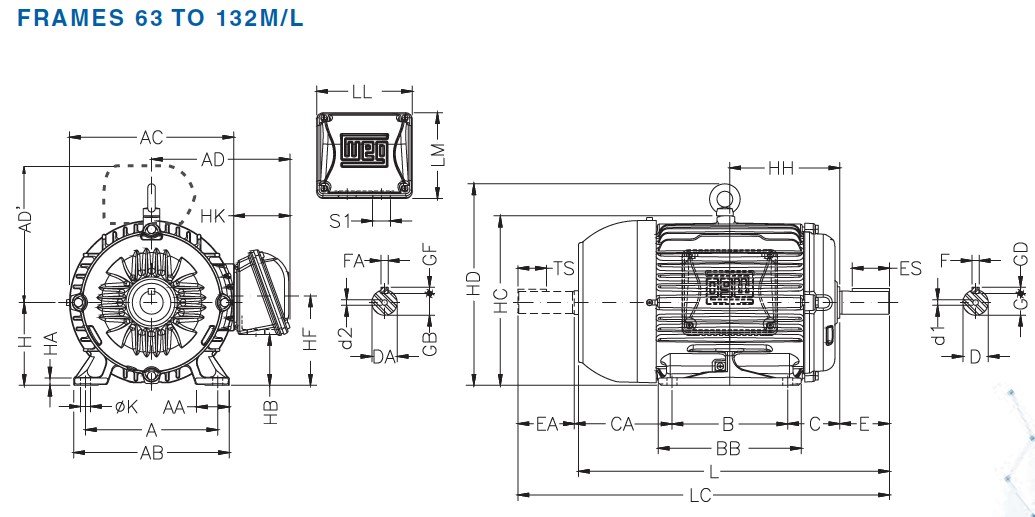 FRAMES 63 TO 132M/L
LL
AC
AD
LM
HH
AD'
HK
S1
FA
GF
TS
HD
HC
ES
F
GD
G
H
HA
HF
d2
DA
GB
d1
D
øK
AA
HB
EA
CA
B
C
E
A
AB
BB
L
LC
weg
weg